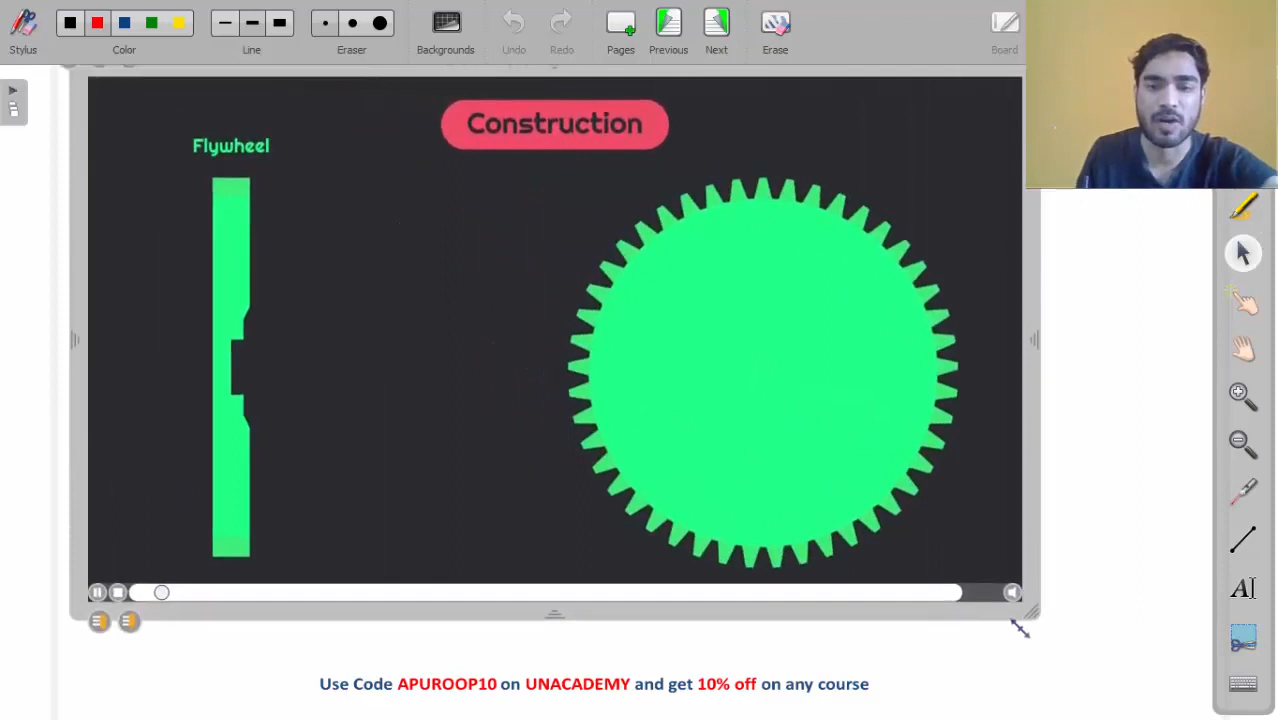 Stylus
Color
Line
Eraser
Backgrounds
Undo
Redo
Pages
Previous
Next
Erase
Board
Construction
Flywheel
A
Use Code APUROOP10 on UNACADEMY and get 10% off on any course